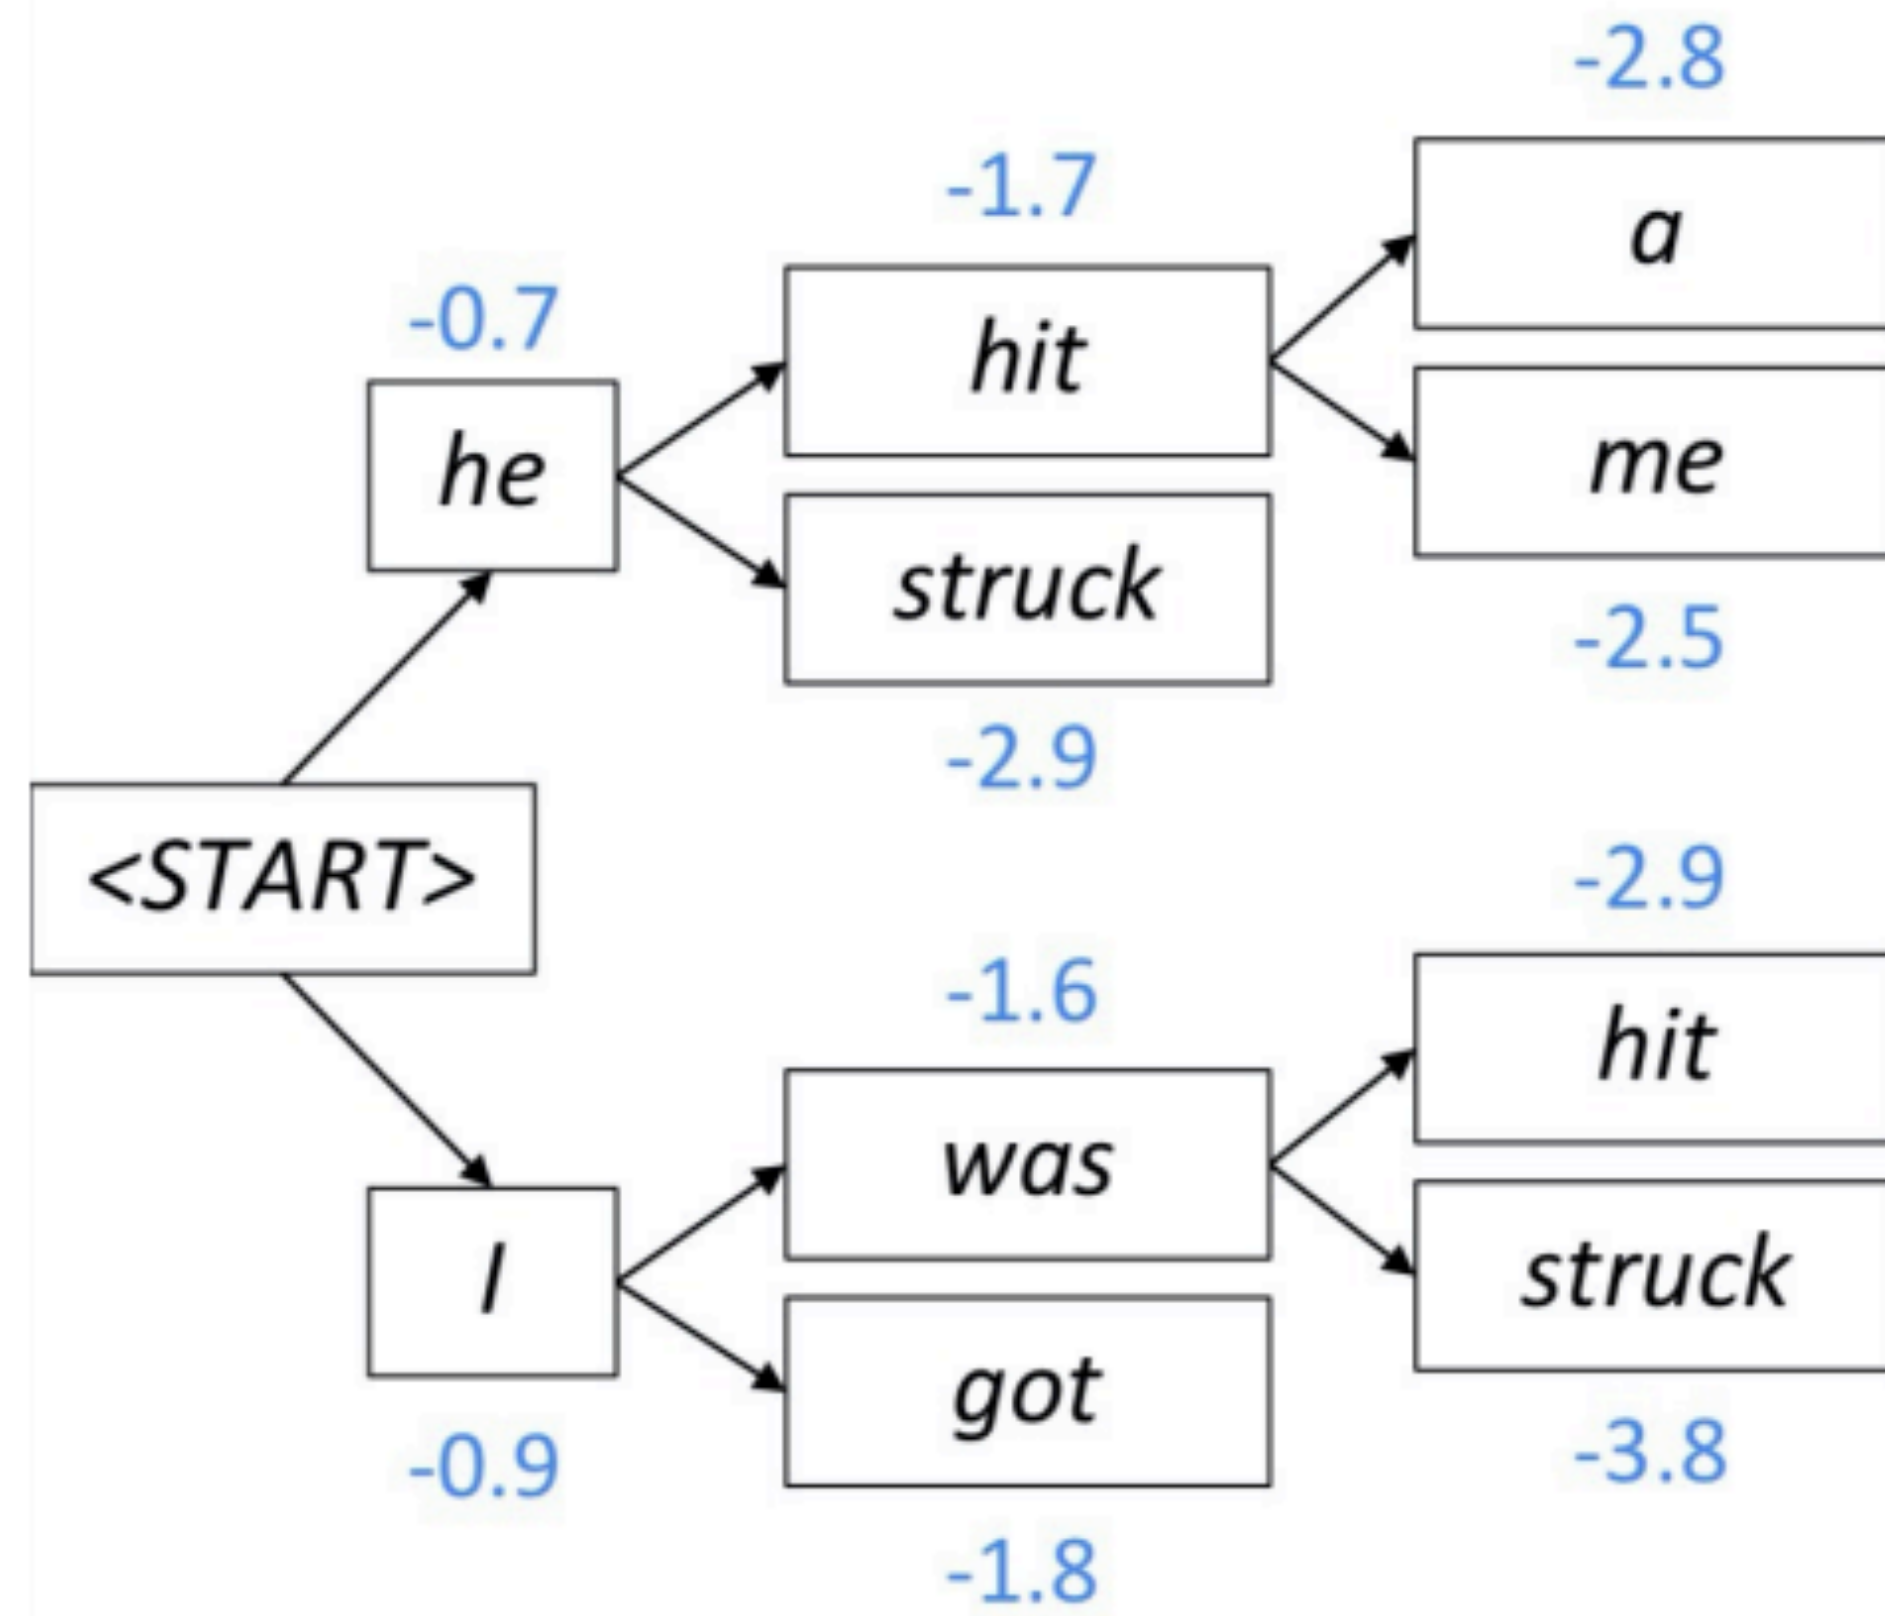 -2.8
-1.7
a
-0.7
hit
me
he
struck
-2.5
-2.9
<START>
-2.9
-1.6
hit
was
struck
I
got
-0.9
-3.8
-1.8